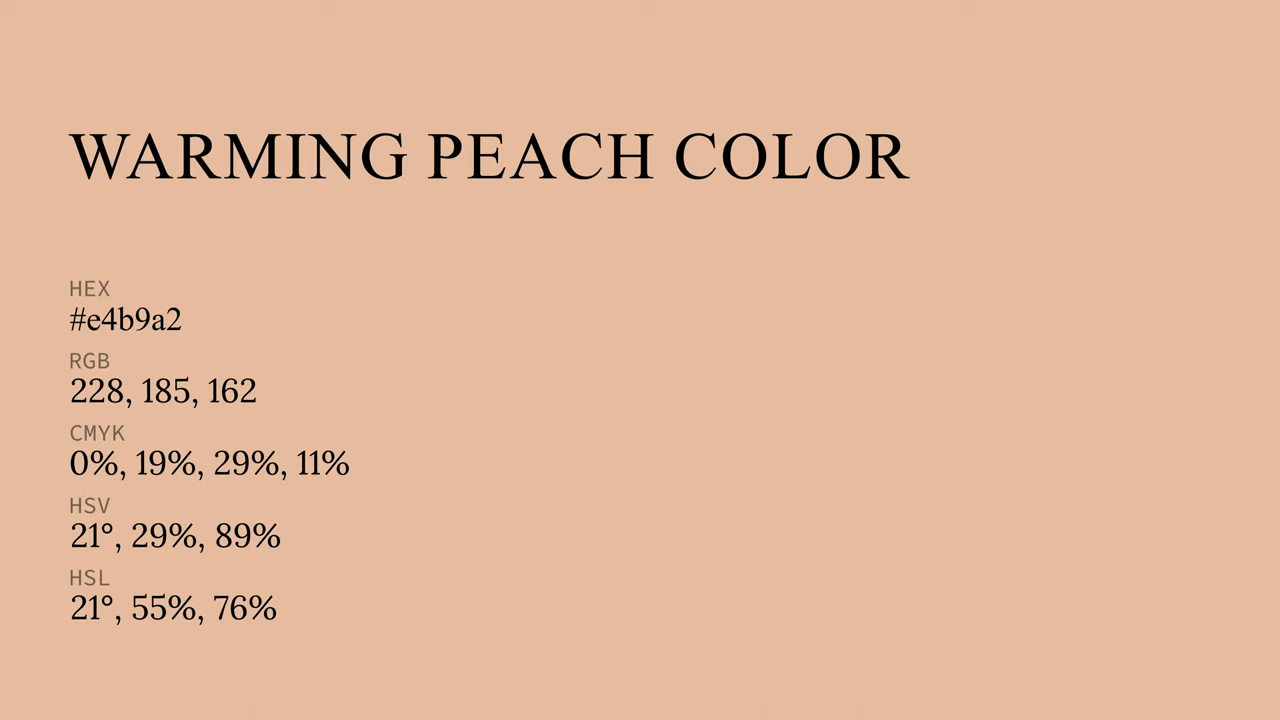 WARMING PEACH COLOR
HEX
#e4b9a2
RGB
228, 185, 162
CMYK
0%, 19%, 29%, 11%
HSV
21°, 29%, 89%
HSL
21°, 55%, 76%